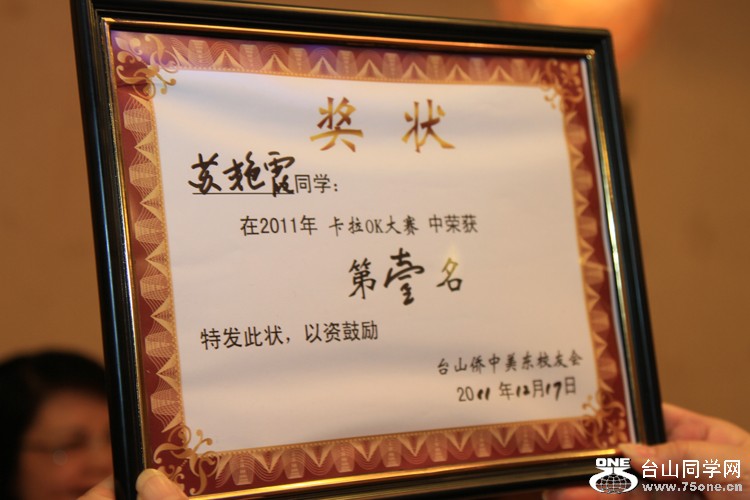 奖状
苏艳霞同学：
在2011年 卡拉OK大赛 中荣获
第壹名
特发此状，以资鼓励
台山侨中美东校友会
2011年12月17日
ONE
台山同学网
www.75one.cn